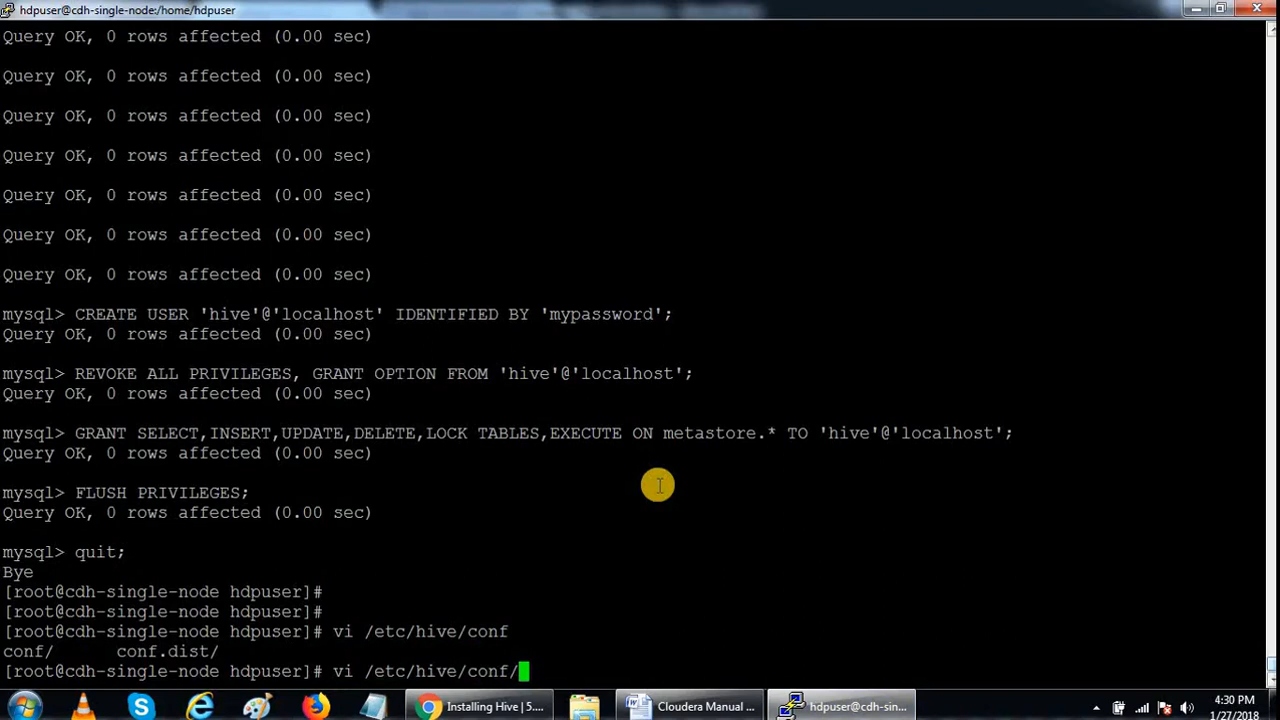 hdpuser@cdh-single-node:/home/hdpuser
Query OK, 0 rows affected (0.00 sec)
Query OK, 0 rows affected (0.00 sec)
Query OK, 0 rows affected (0.00 sec)
Query OK, 0 rows affected (0.00 sec)
Query OK, 0 rows affected (0.00 sec)
Query OK, 0 rows affected (0.00 sec)
Query OK, 0 rows affected (0.00 sec)
mysql> CREATE USER 'hive'@'localhost' IDENTIFIED BY 'mypassword';
Query OK, 0 rows affected (0.00 sec)
mysql> REVOKE ALL PRIVILEGES, GRANT OPTION FROM 'hive'@'localhost';
Query OK, 0 rows affected (0.00 sec)
mysql> GRANT SELECT,INSERT,UPDATE,DELETE,LOCK TABLES,EXECUTE ON metastore.* TO 'hive'@'localhost';
Query OK, 0 rows affected (0.00 sec)
mysql> FLUSH PRIVILEGES;
Query OK, 0 rows affected (0.00 sec)
mysql> quit;
Bye
[root@cdh-single-node hdpuser]#
[root@cdh-single-node hdpuser]#
[root@cdh-single-node hdpuser]# vi /etc/hive/conf
conf/ conf.dist/
[root@cdh-single-node hdpuser]# vi /etc/hive/conf/
Installing Hive | 5.... Cloudera Manual ... hdpuser@cdh-sin... 4:30 PM
1/27/2018